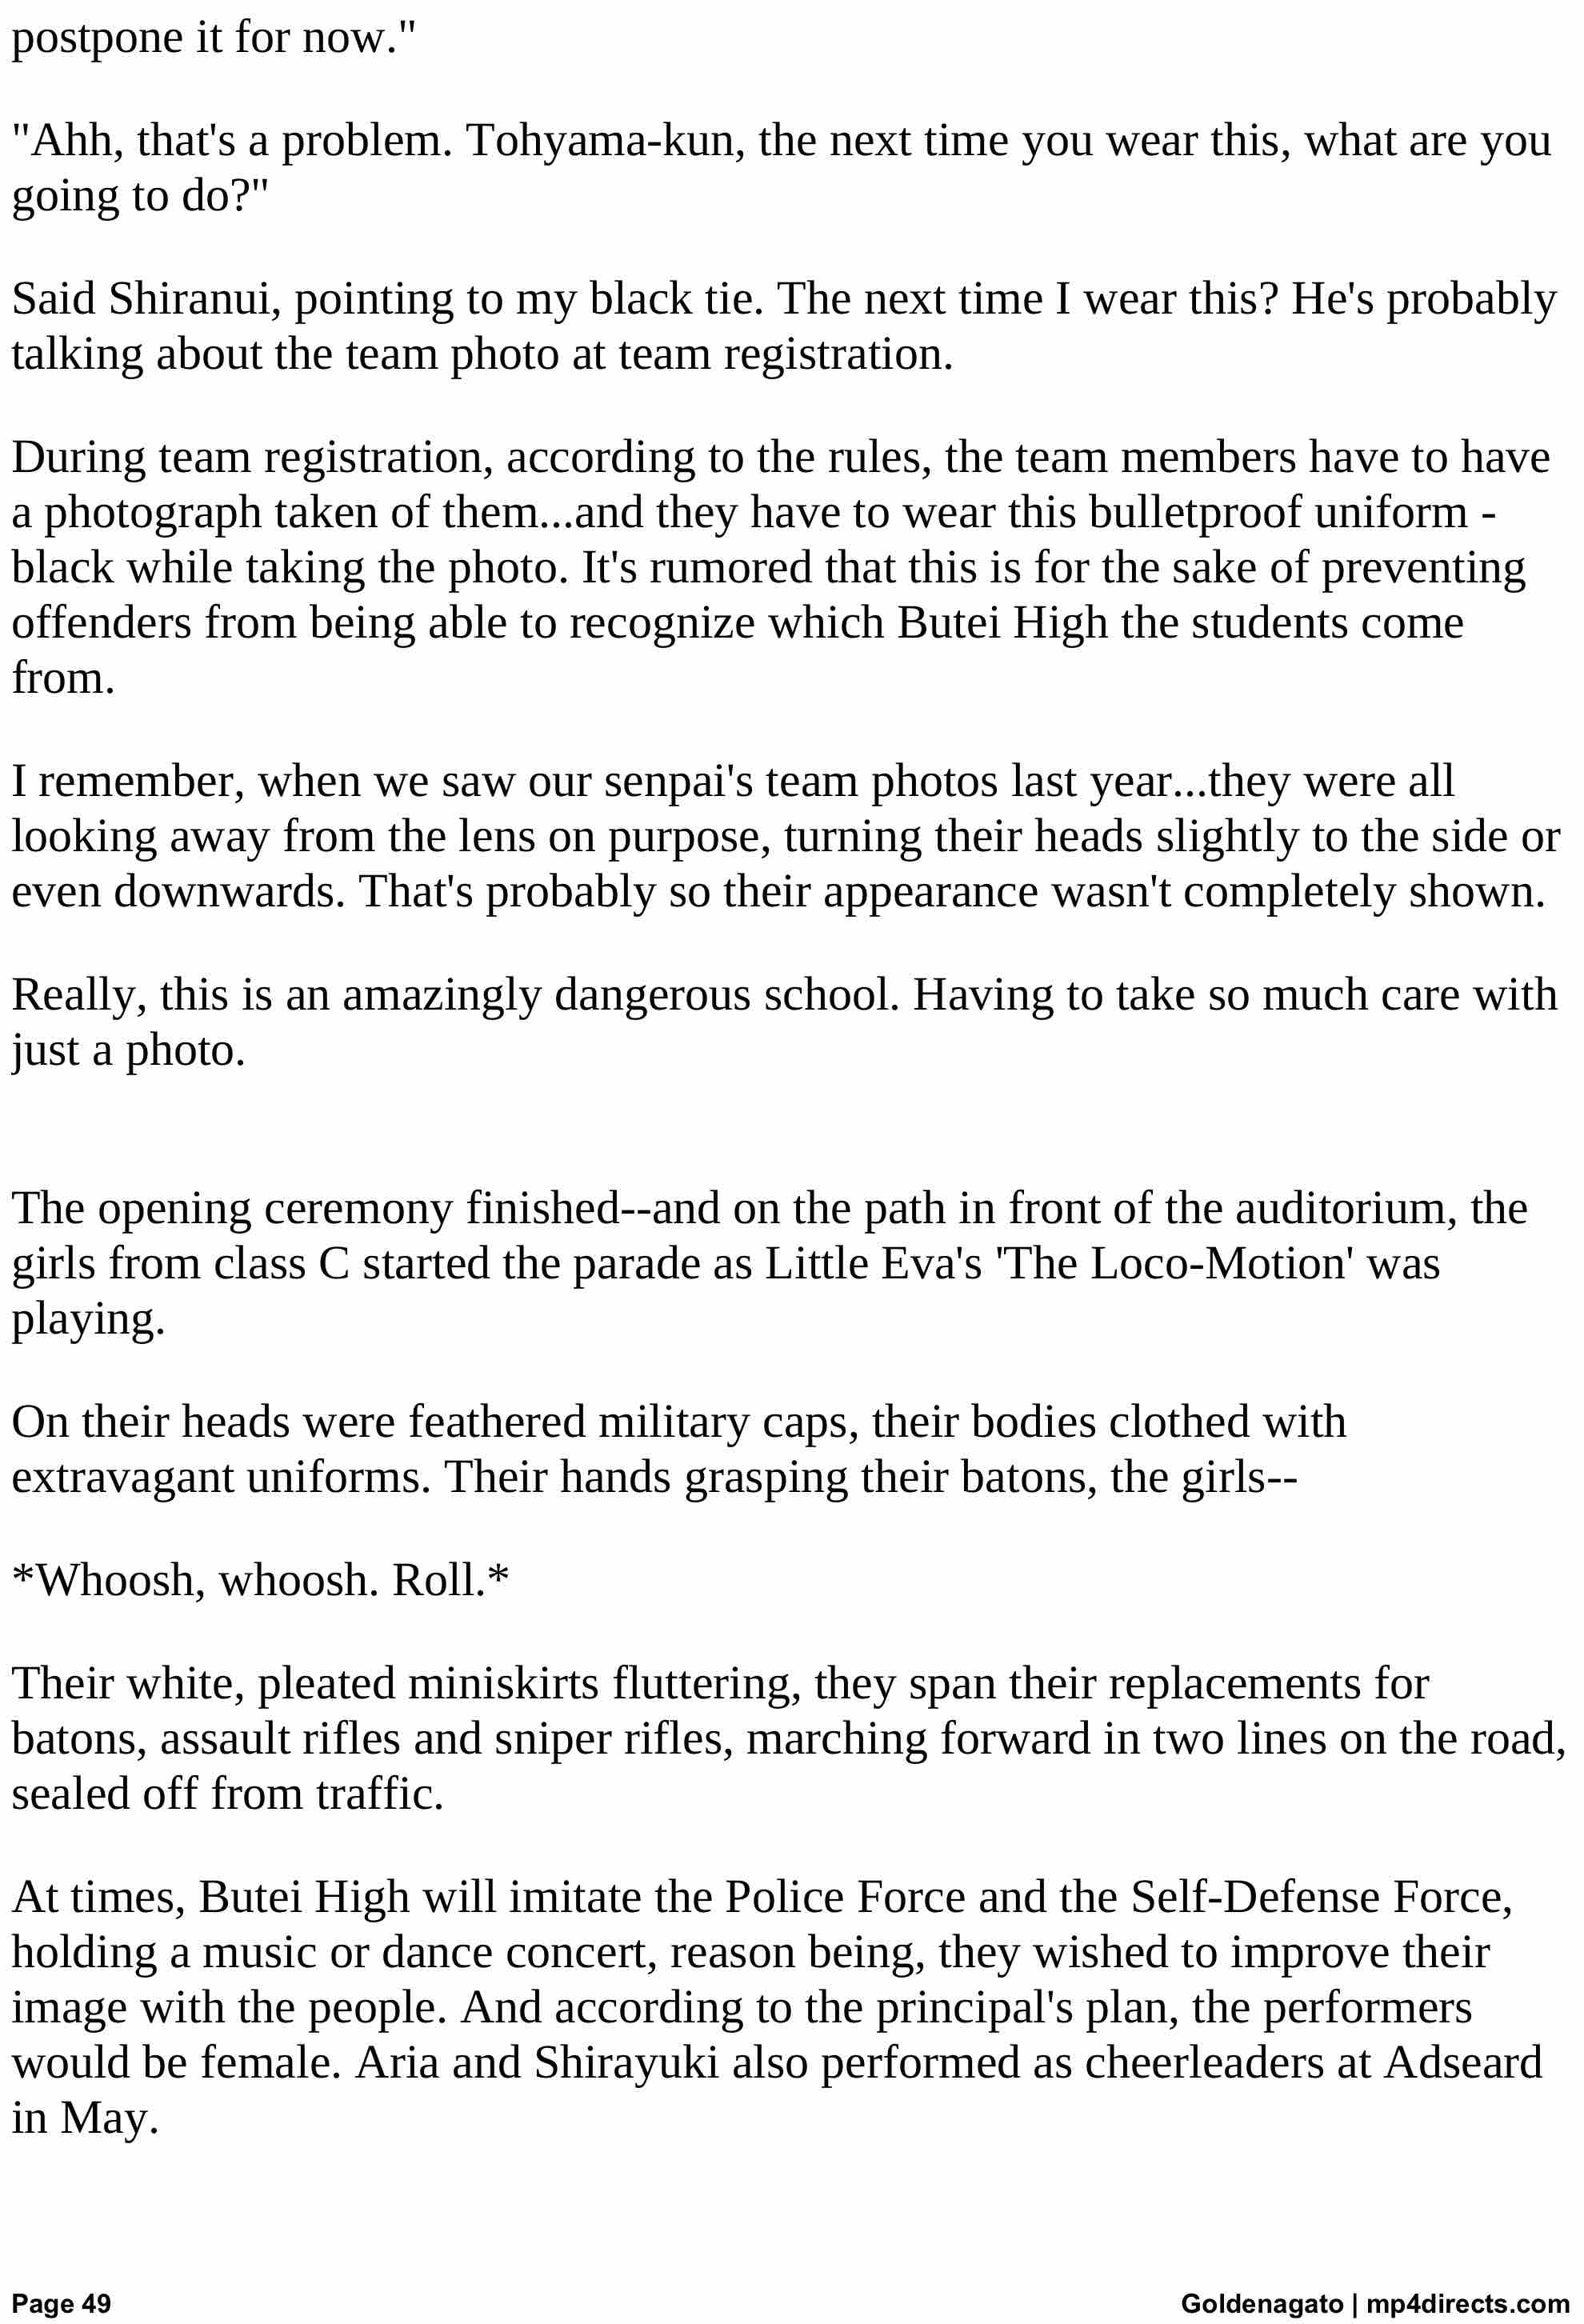 postpone it for now."
"Ahh, that's a problem. Tohyama-kun, the next time you wear this, what are you
going to do?"
Said Shiranui, pointing to my black tie. The next time I wear this? He's probably
talking about the team photo at team registration.
During team registration, according to the rules, the team members have to have
a photograph taken of them...and they have to wear this bulletproof uniform -
black while taking the photo. It's rumored that this is for the sake of preventing
offenders from being able to recognize which Butei High the students come
from.
I remember, when we saw our senpai's team photos last year...they were all
looking away from the lens on purpose, turning their heads slightly to the side or
even downwards. That's probably so their appearance wasn't completely shown.
Really, this is an amazingly dangerous school. Having to take so much care with
just a photo.
The opening ceremony finished--and on the path in front of the auditorium, the
girls from class C started the parade as Little Eva's 'The Loco-Motion' was
playing.
On their heads were feathered military caps, their bodies clothed with
extravagant uniforms. Their hands grasping their batons, the girls--
*Whoosh, whoosh. Roll.*
Their white, pleated miniskirts fluttering, they span their replacements for
batons, assault rifles and sniper rifles, marching forward in two lines on the road,
sealed off from traffic.
At times, Butei High will imitate the Police Force and the Self-Defense Force,
holding a music or dance concert, reason being, they wished to improve their
image with the people. And according to the principal's plan, the performers
would be female. Aria and Shirayuki also performed as cheerleaders at Adseard
in May.
Page 49
Goldenagato | mp4directs.com